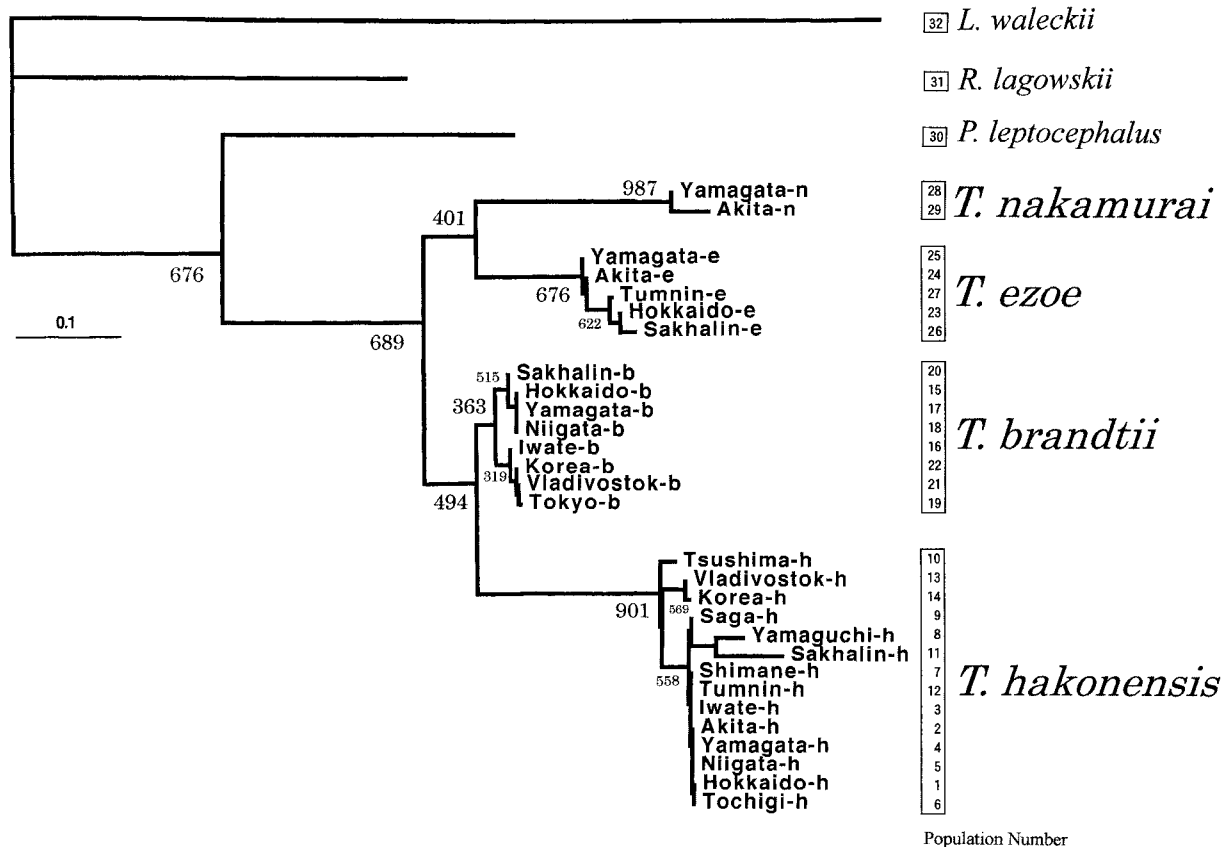 32 L. waleckii
31 R. lagowskii
30 P. leptocephalus
987 Yamagata-n 28
Akita-n 29
T. nakamurai
401
Yamagata-e 25
Akita-e 24
676 Tumnin-e 27
Hokkaido-e 23
622 Sakhalin-e 26
T. ezoe
676
0.1
689
515 Sakhalin-b 20
Hokkaido-b 15
363 Yamagata-b 17
Niigata-b 18
Iwate-b 16
Korea-b 22
319 Vladivostok-b 21
Tokyo-b 19
T. brandtii
494
Tsushima-h 10
Vladivostok-h 13
901 569 Korea-h 14
Saga-h 9
Yamaguchi-h 8
Sakhalin-h 11
558 Shimane-h 7
Tumnin-h 12
Iwate-h 3
Akita-h 2
Yamagata-h 4
Niigata-h 5
Hokkaido-h 1
Tochigi-h 6
T. hakonensis
Population Number